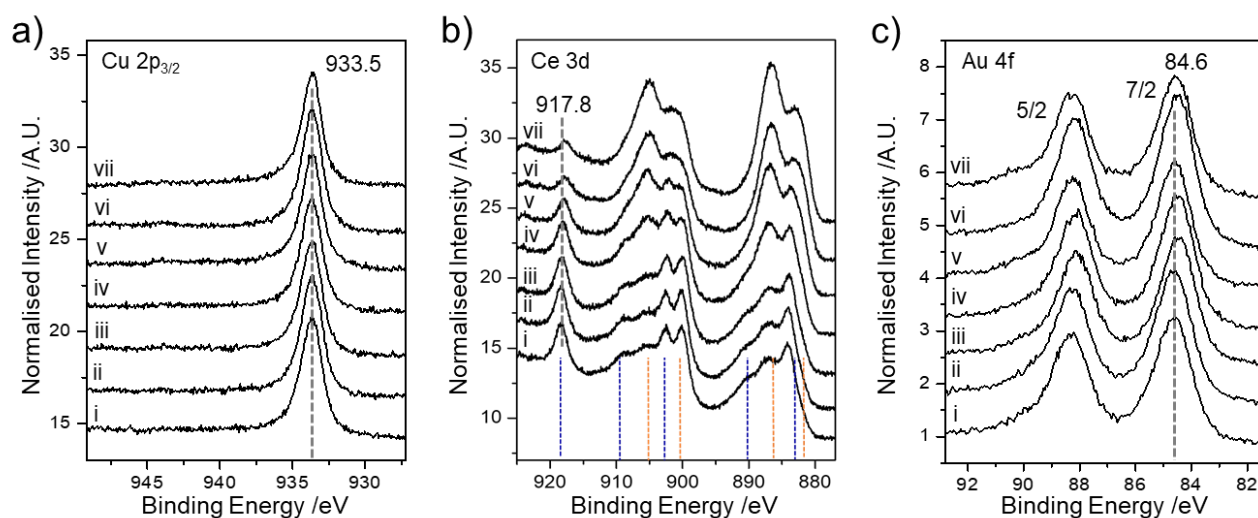 a)
Cu 2p3/2
933.5
35
30
25
20
15
vii
vi
v
iv
iii
ii
i
945
940
935
930
Binding Energy /eV
Normalised Intensity /A.U.
b)
Ce 3d
917.8
35
30
25
20
15
10
vii
vi
v
iv
iii
ii
i
920
910
900
890
880
Binding Energy /eV
Normalised Intensity /A.U.
c)
Au 4f
84.6
5/2
7/2
8
7
6
5
4
3
2
1
vii
vi
v
iv
iii
ii
i
92
90
88
86
84
82
Binding Energy /eV
Normalised Intensity /A.U.